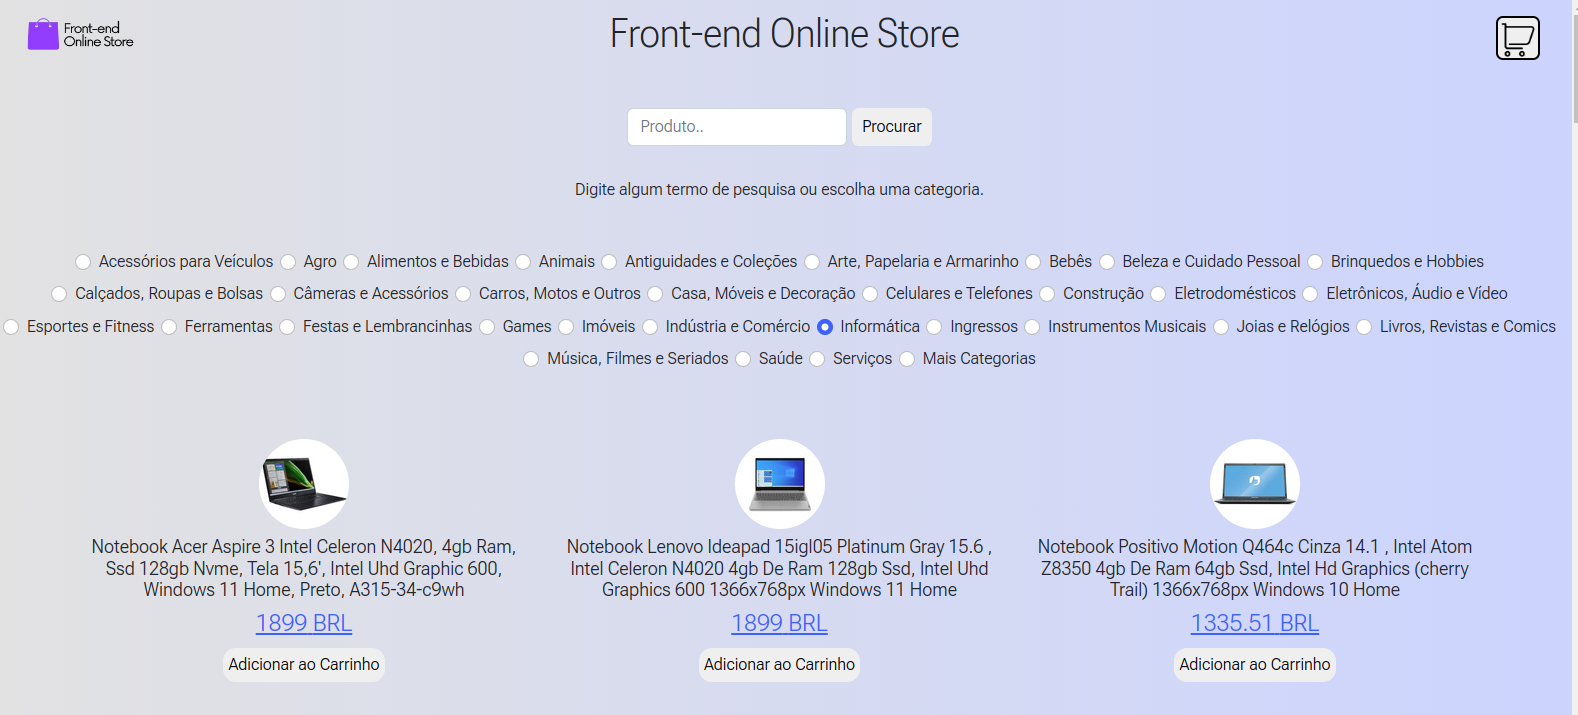 Front-end
Online Store
Front-end Online Store
Produto..
Procurar
Digite algum termo de pesquisa ou escolha uma categoria.
Acessórios para Veículos Agro Alimentos e Bebidas Animais Antiguidades e Coleções Arte, Papelaria e Armarinho Bebês Beleza e Cuidado Pessoal Brinquedos e Hobbies
Calçados, Roupas e Bolsas Câmeras e Acessórios Carros, Motos e Outros Casa, Móveis e Decoração Celulares e Telefones Construção Eletrodomésticos Eletrônicos, Áudio e Vídeo
Esportes e Fitness Ferramentas Festas e Lembrancinhas Games Imóveis Indústria e Comércio Informática Ingressos Instrumentos Musicais Joias e Relógios Livros, Revistas e Comics
Música, Filmes e Seriados Saúde Serviços Mais Categorias
Notebook Acer Aspire 3 Intel Celeron N4020, 4gb Ram,
Ssd 128gb Nvme, Tela 15,6', Intel Uhd Graphic 600,
Windows 11 Home, Preto, A315-34-c9wh
1899 BRL
Adicionar ao Carrinho
Notebook Lenovo Ideapad 15igl05 Platinum Gray 15.6 ,
Intel Celeron N4020 4gb De Ram 128gb Ssd, Intel Uhd
Graphics 600 1366x768px Windows 11 Home
1899 BRL
Adicionar ao Carrinho
Notebook Positivo Motion Q464c Cinza 14.1 , Intel Atom
Z8350 4gb De Ram 64gb Ssd, Intel Hd Graphics (cherry
Trail) 1366x768px Windows 10 Home
1335.51 BRL
Adicionar ao Carrinho